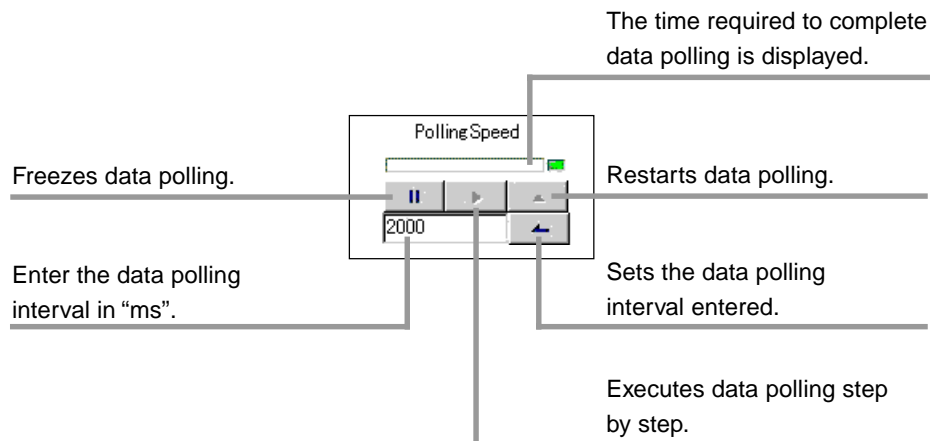 The time required to complete
data polling is displayed.
PollingSpeed
Freezes data polling.
Restarts data polling.
2000
Enter the data polling
interval in “ms”.
Sets the data polling
interval entered.
Executes data polling step
by step.